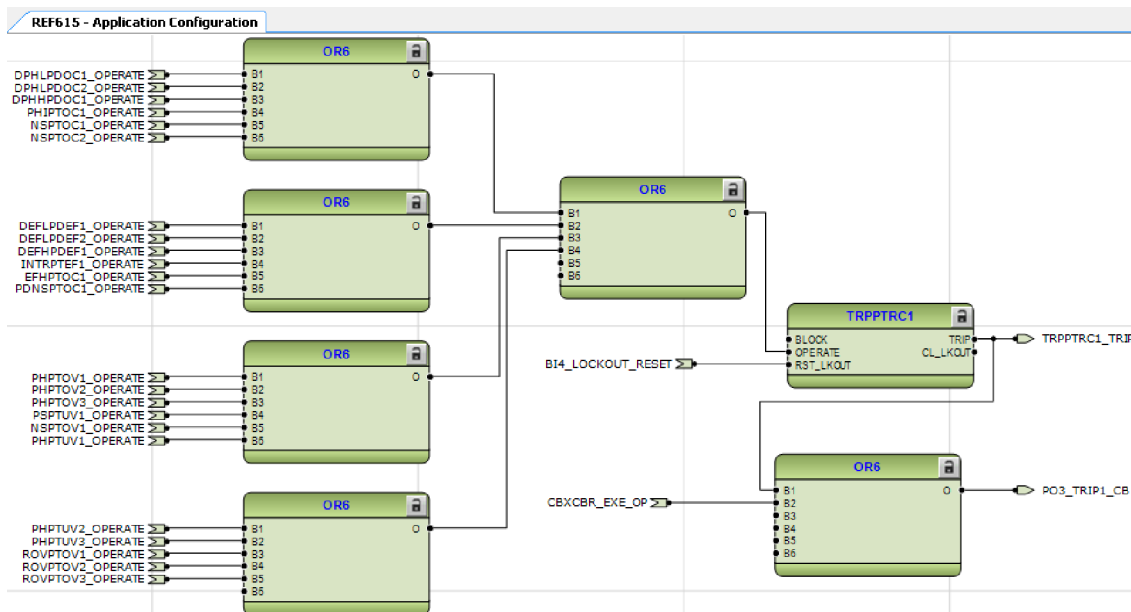 REF615 - Application Configuration
OR6
DPHLPDOC1_OPERATE
DPHLPDOC2_OPERATE
DPHHPDOC1_OPERATE
PHIPTOC1_OPERATE
NSPTOC1_OPERATE
NSPTOC2_OPERATE
B1
B2
B3
B4
B5
B6
O
OR6
DEFLPDEF1_OPERATE
DEFLPDEF2_OPERATE
DEFHPDEF1_OPERATE
INTRPTEF1_OPERATE
EFHPTOC1_OPERATE
PDNSPTOC1_OPERATE
B1
B2
B3
B4
B5
B6
O
OR6
PHPTOV1_OPERATE
PHPTOV2_OPERATE
PHPTOV3_OPERATE
PSPTUV1_OPERATE
NSPTOV1_OPERATE
PHPTUV1_OPERATE
B1
B2
B3
B4
B5
B6
O
OR6
PHPTUV2_OPERATE
PHPTUV3_OPERATE
ROVPTOV1_OPERATE
ROVPTOV2_OPERATE
ROVPTOV3_OPERATE
B1
B2
B3
B4
B5
B6
O
OR6
B1
B2
B3
B4
B5
B6
O
TRPPTRC1
BI4_LOCKOUT_RESET
BLOCK
OPERATE
RST_LKOUT
TRIP
CL_LKOUT
TRPPTRC1_TRIP
OR6
CBXCBR_EXE_OP
B1
B2
B3
B4
B5
B6
O
PO3_TRIP1_CB